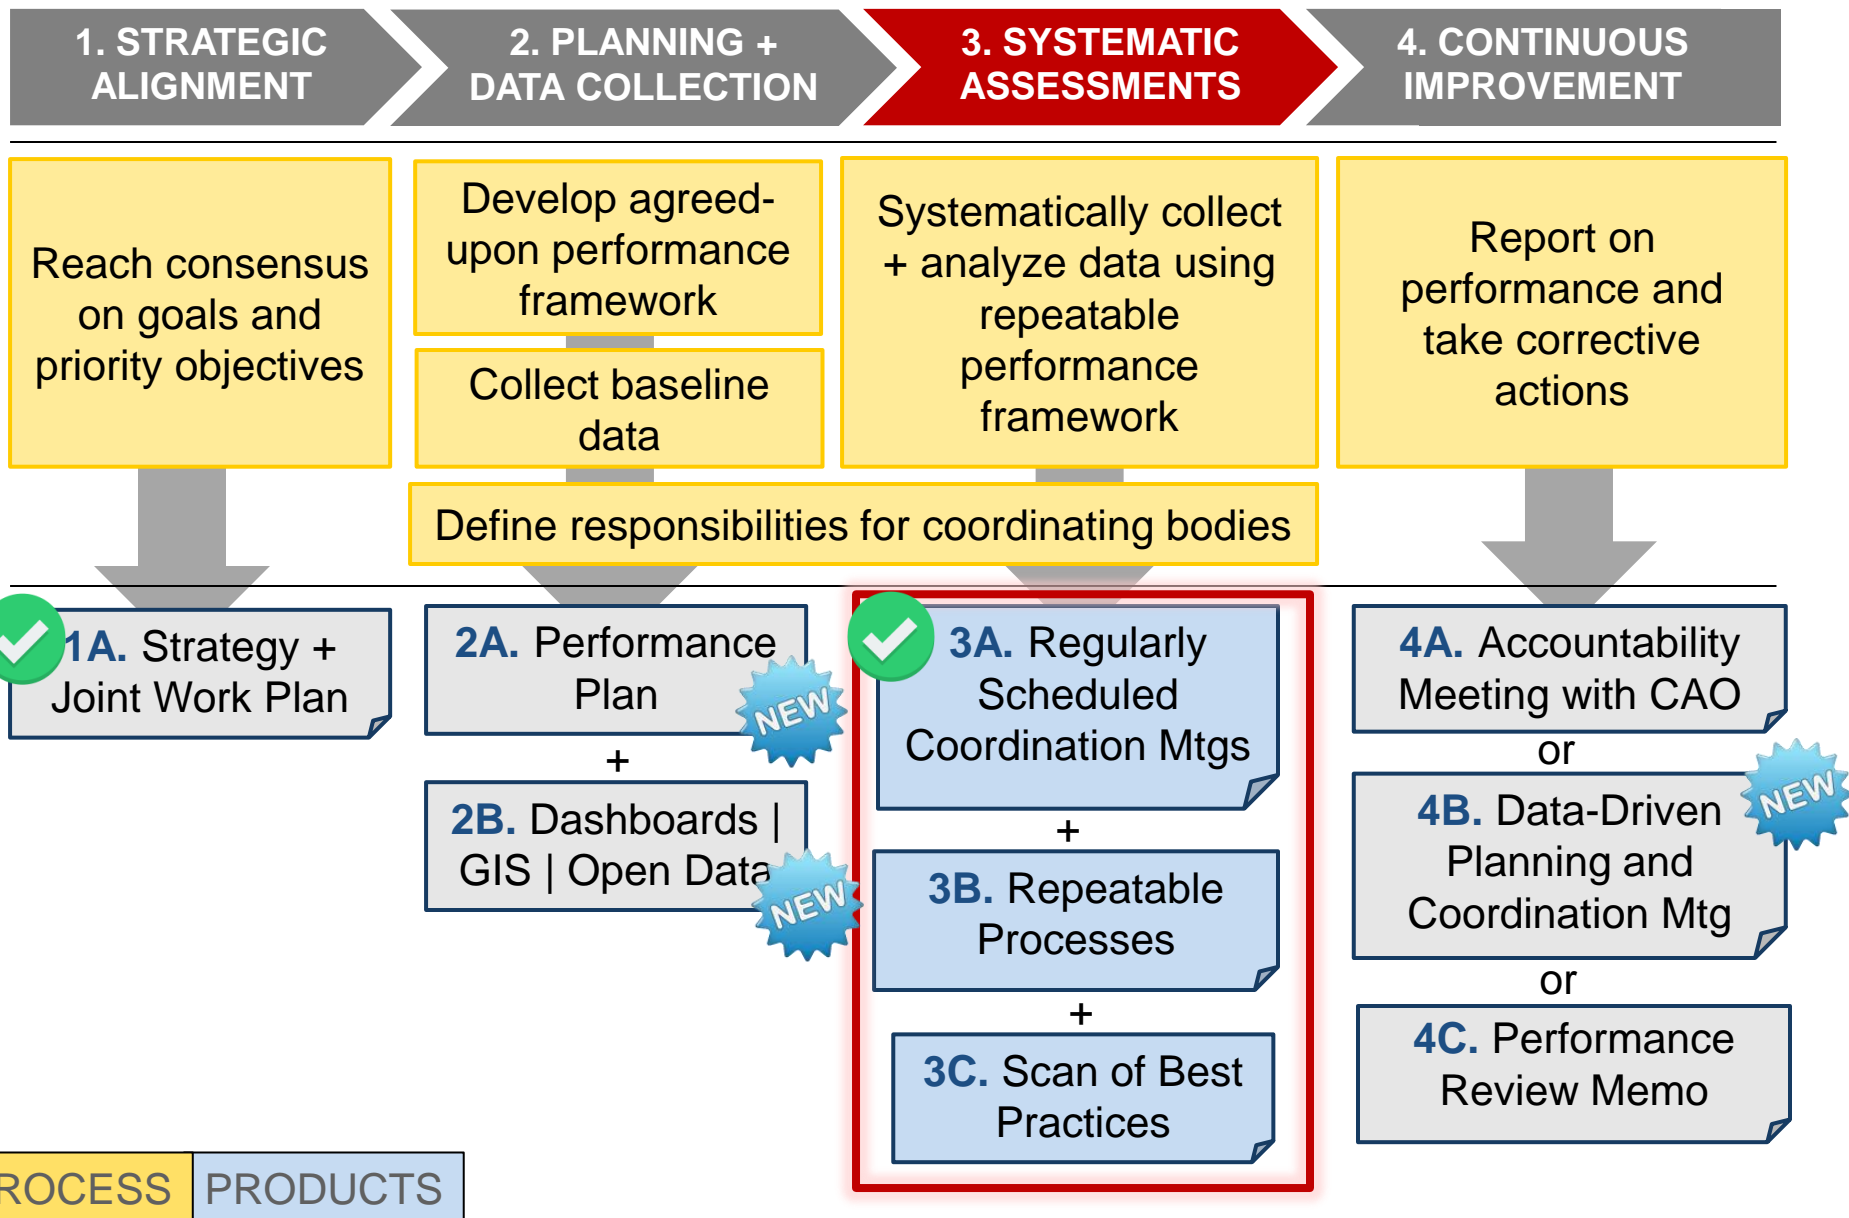 1. STRATEGIC
ALIGNMENT
2. PLANNING +
DATA COLLECTION
3. SYSTEMATIC
ASSESSMENTS
4. CONTINUOUS
IMPROVEMENT
Reach consensus
on goals and
priority objectives
Develop agreed-
upon performance
framework
Collect baseline
data
Systematically collect
+ analyze data using
repeatable
performance
framework
Report on
performance and
take corrective
actions
Define responsibilities for coordinating bodies
1A. Strategy +
Joint Work Plan
2A. Performance
Plan
NEW
+
2B. Dashboards |
GIS | Open Data
NEW
3A. Regularly
Scheduled
Coordination Mtgs
+
3B. Repeatable
Processes
+
3C. Scan of Best
Practices
4A. Accountability
Meeting with CAO
or
4B. Data-Driven
Planning and
Coordination Mtg
NEW
or
4C. Performance
Review Memo
ROCESS
PRODUCTS